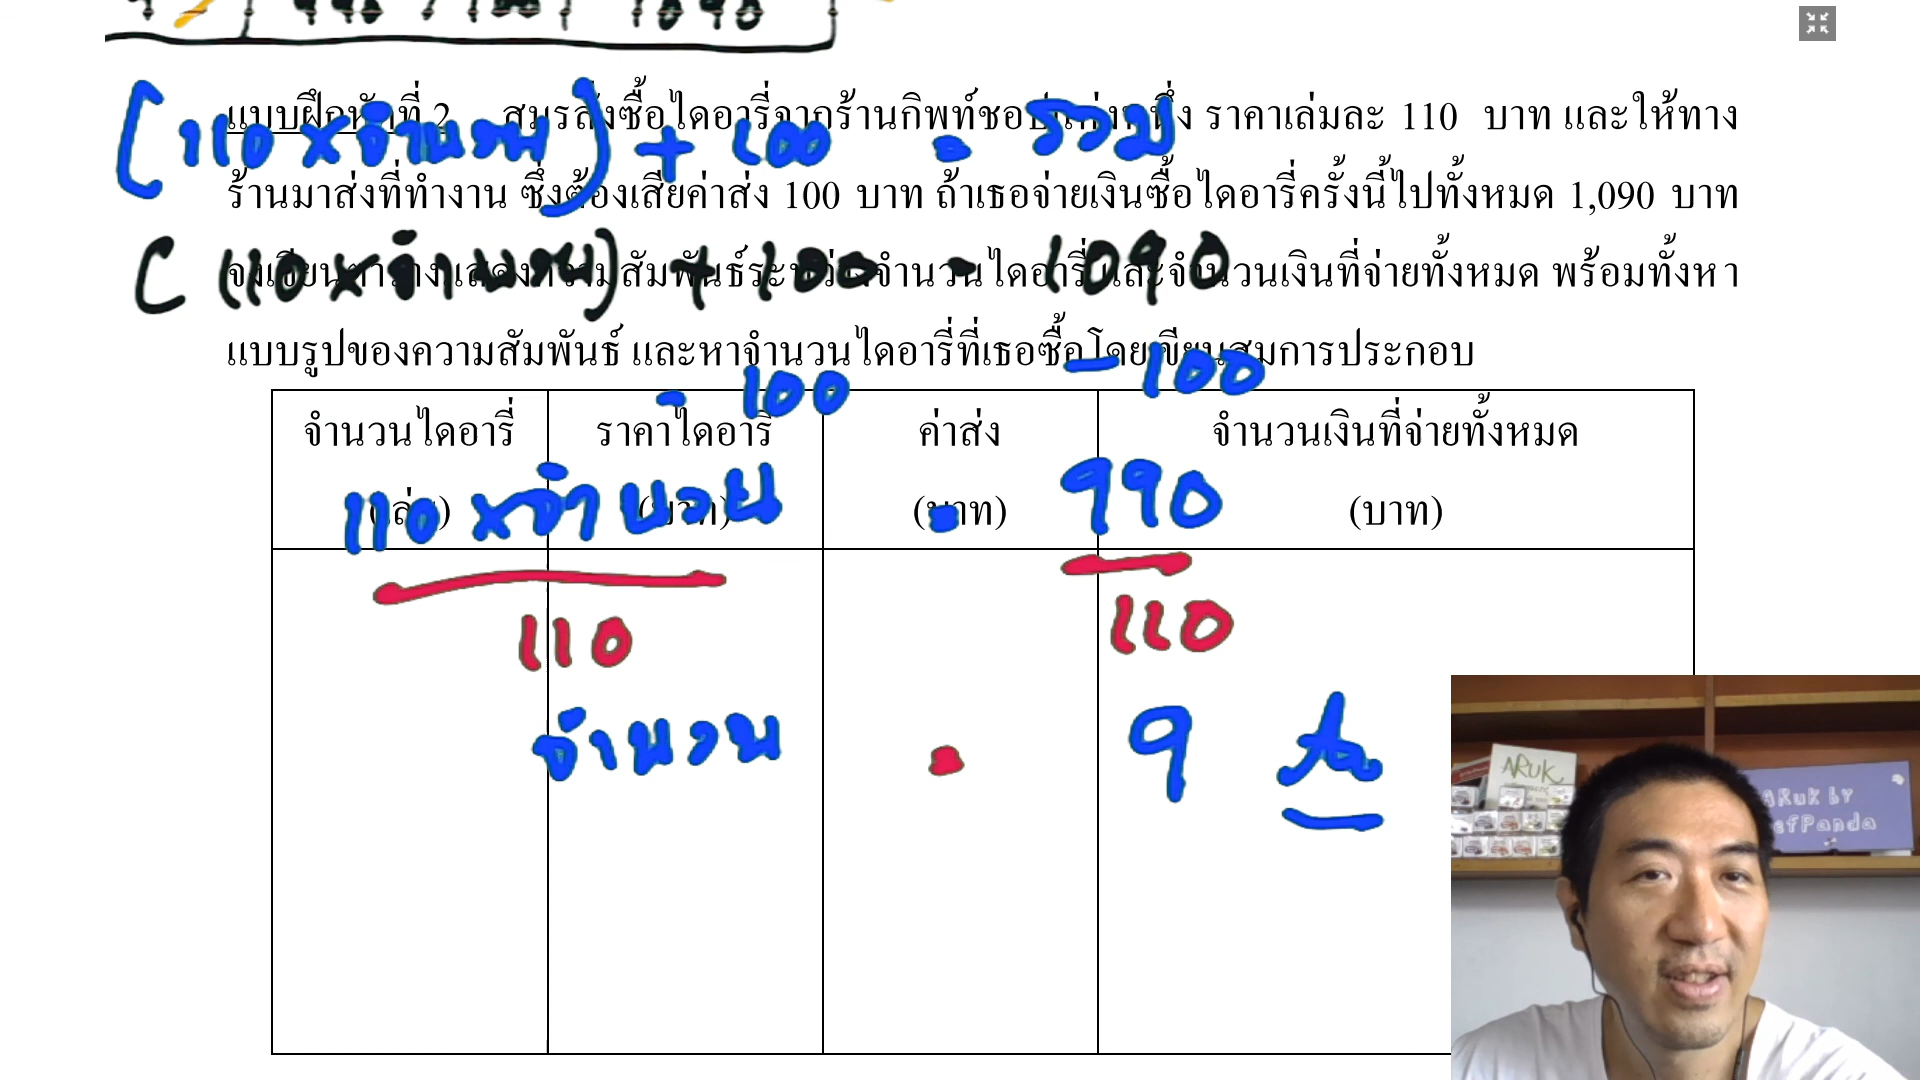 แบบฝึกหัดที่ 2 สมรสั่งซื้อไดอารี่จากร้านกิฟท์ชอปแห่งหนึ่ง ราคาเล่มละ 110 บาท และให้ทาง
(110 × จำนวน) + 100 = รวม
ร้านมาส่งที่ทำงาน ซึ่งต้องเสียค่าส่ง 100 บาท ถ้าเธอจ่ายเงินซื้อไดอารี่ครั้งนี้ไปทั้งหมด 1,090 บาท
จงเขียนตารางแสดงความสัมพันธ์ระหว่างจำนวนไดอารี่ และจำนวนเงินที่จ่ายทั้งหมด พร้อมทั้งหา
(110 × จำนวน) + 100 = 1090
แบบรูปของความสัมพันธ์ และหาจำนวนไดอารี่ที่เธอซื้อโดยเขียนสมการประกอบ
- 100 - 100
จำนวนไดอารี่ ราคาไดอารี่ ค่าส่ง จำนวนเงินที่จ่ายทั้งหมด
(เล่ม) (บาท) (บาท) (บาท)
110 × จำนวน = 990
110 110
จำนวน = 9
ARUK
ARuk by
efPanda